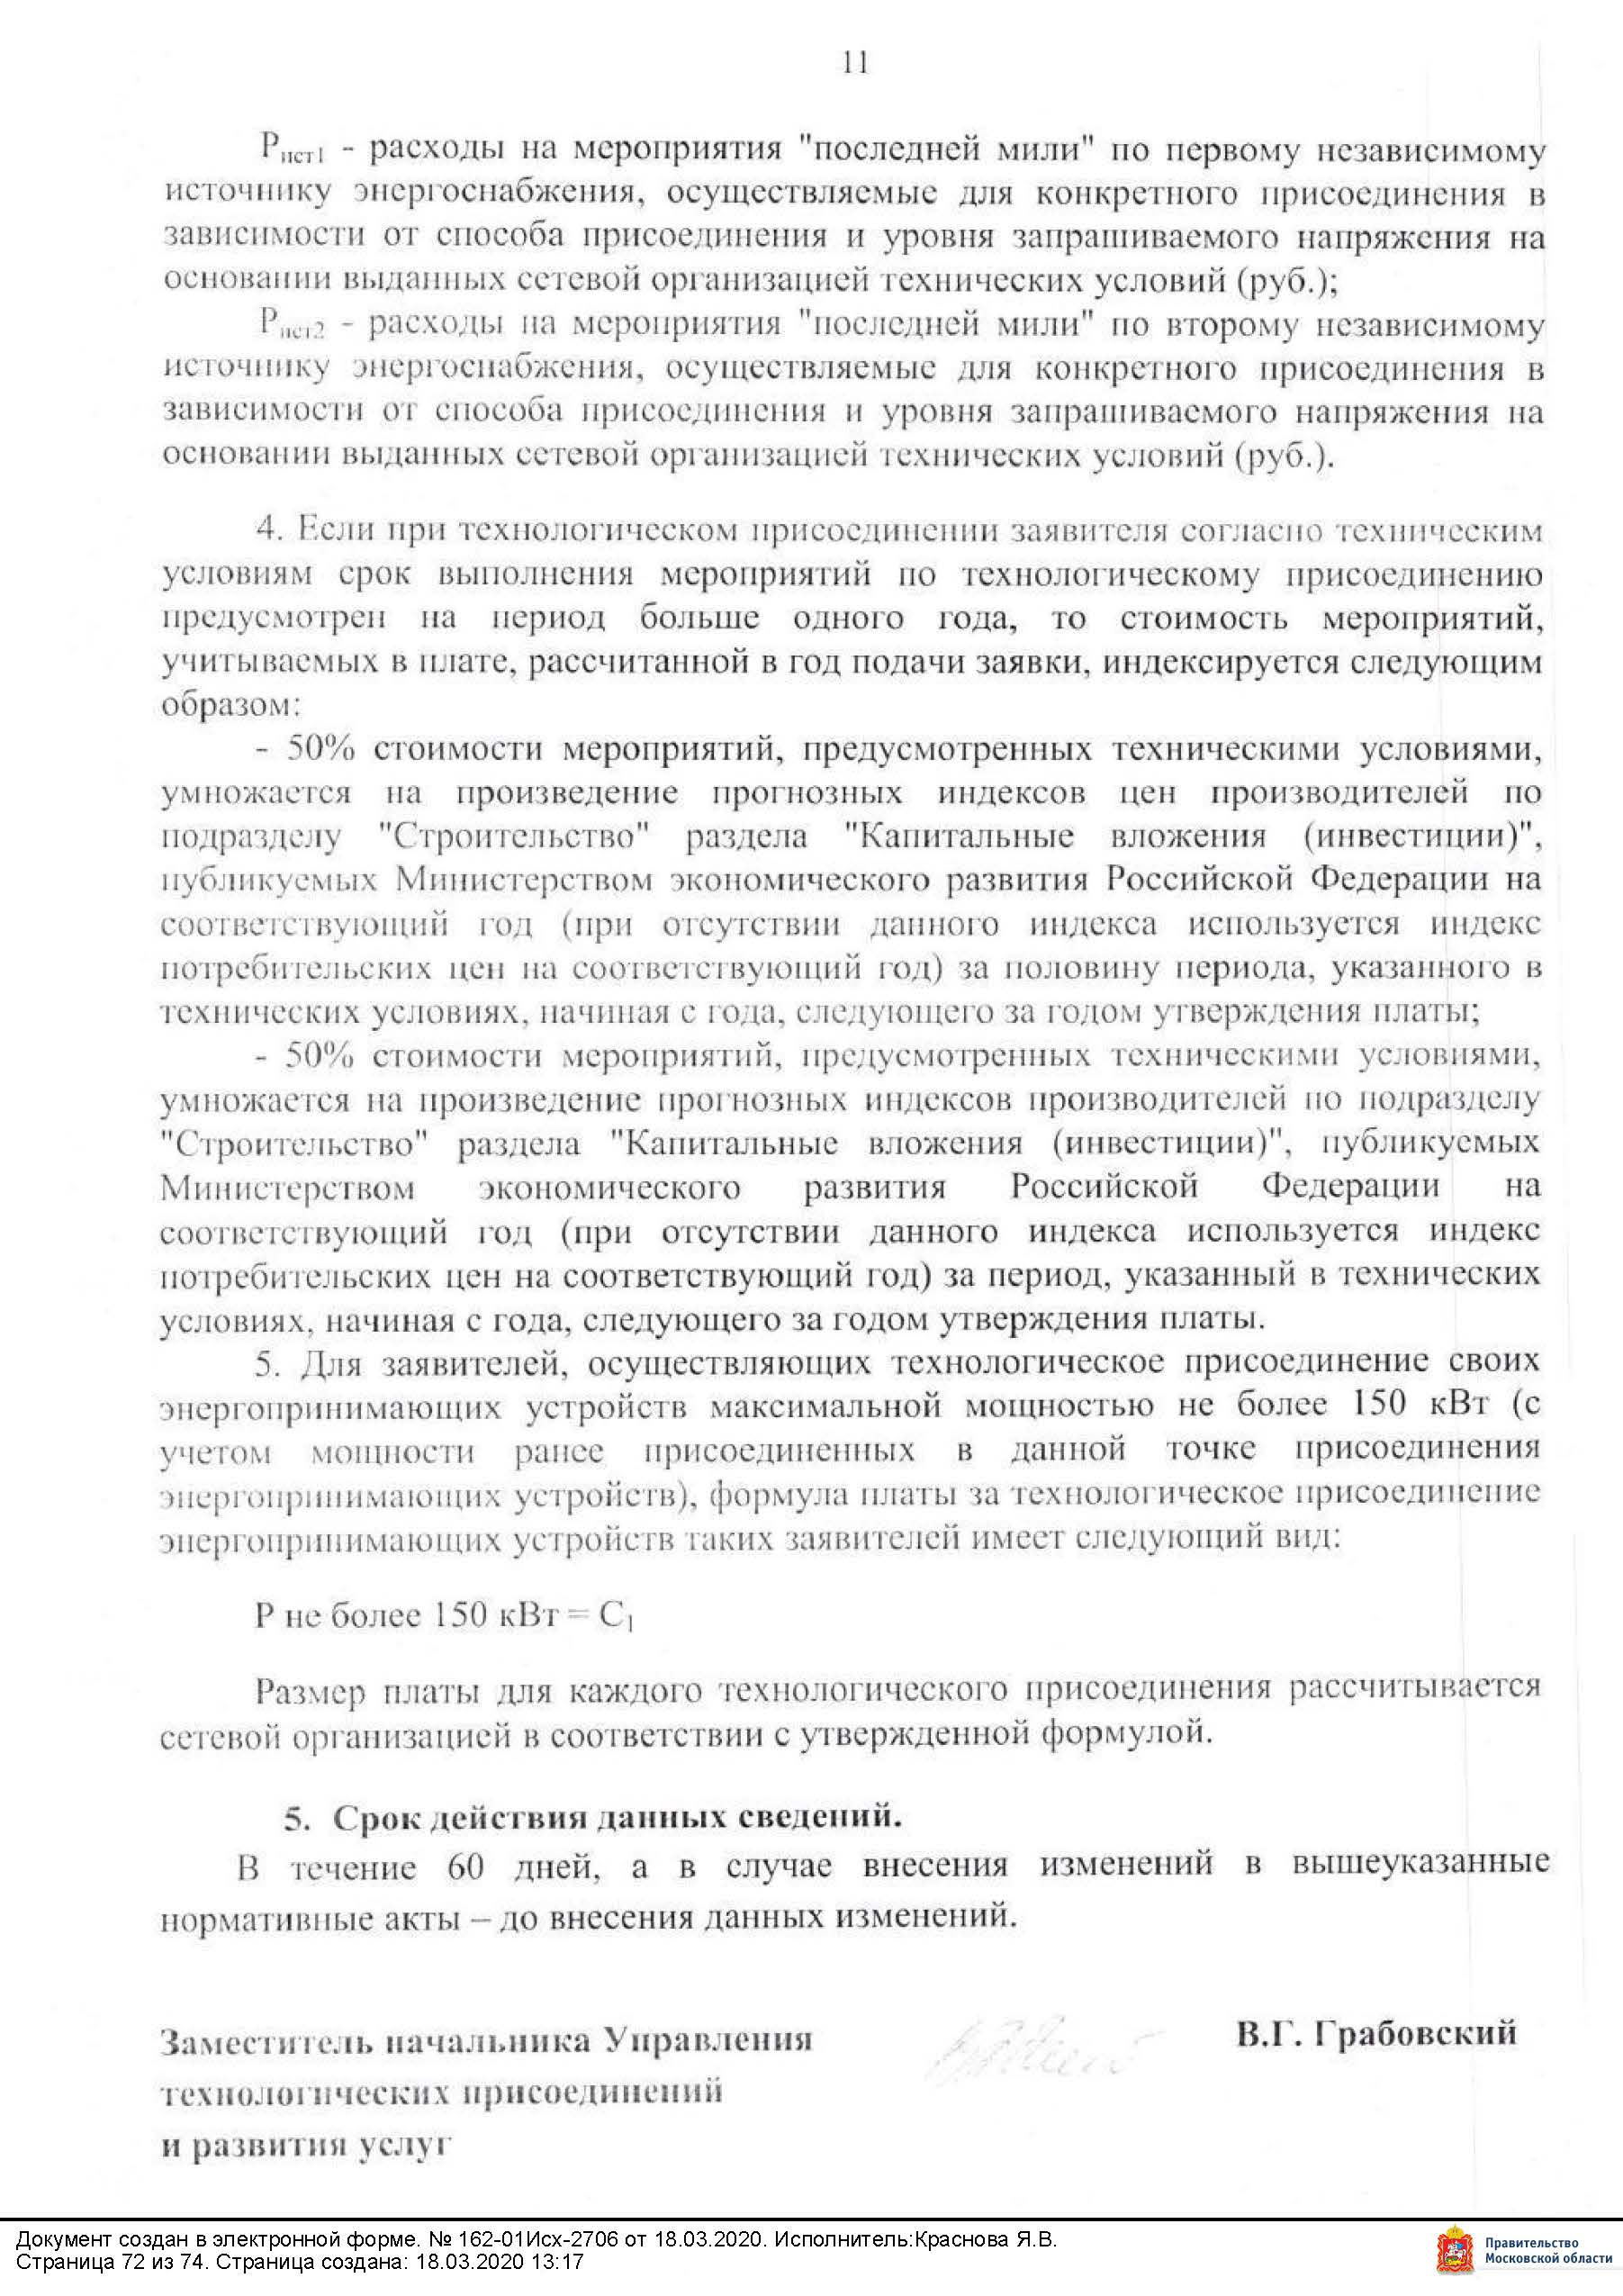 11
Рист1 - расходы на мероприятия "последней мили" по первому независимому
источнику энергоснабжения, осуществляемые для конкретного присоединения в
зависимости от способа присоединения и уровня запрашиваемого напряжения на
основании выданных сетевой организацией технических условий (руб.);
Рист2 - расходы на мероприятия "последней мили" по второму независимому
источнику энергоснабжения, осуществляемые для конкретного присоединения в
зависимости от способа присоединения и уровня запрашиваемого напряжения на
основании выданных сетевой организацией технических условий (руб.).
4. Если при технологическом присоединении заявителя согласно техническим
условиям срок выполнения мероприятий по технологическому присоединению
предусмотрен на период больше одного года, то стоимость мероприятий,
учитываемых в плате, рассчитанной в год подачи заявки, индексируется следующим
образом:
- 50% стоимости мероприятий, предусмотренных техническими условиями,
умножается на произведение прогнозных индексов цен производителей по
подразделу "Строительство" раздела "Капитальные вложения (инвестиции)",
публикуемых Министерством экономического развития Российской Федерации на
соответствующий год (при отсутствии данного индекса используется индекс
потребительских цен на соответствующий год) за половину периода, указанного в
технических условиях, начиная с года, следующего за годом утверждения платы;
- 50% стоимости мероприятий, предусмотренных техническими условиями,
умножается на произведение прогнозных индексов производителей по подразделу
"Строительство" раздела "Капитальные вложения (инвестиции)", публикуемых
Министерством экономического развития Российской Федерации на
соответствующий год (при отсутствии данного индекса используется индекс
потребительских цен на соответствующий год) за период, указанный в технических
условиях, начиная с года, следующего за годом утверждения платы.
5. Для заявителей, осуществляющих технологическое присоединение своих
энергопринимающих устройств максимальной мощностью не более 150 кВт (с
учетом мощности ранее присоединенных в данной точке присоединения
энергопринимающих устройств), формула платы за технологическое присоединение
энергопринимающих устройств таких заявителей имеет следующий вид:
Р не более 150 кВт = С1
Размер платы для каждого технологического присоединения рассчитывается
сетевой организацией в соответствии с утвержденной формулой.
5. Срок действия данных сведений.
В течение 60 дней, а в случае внесения изменений в вышеуказанные
нормативные акты – до внесения данных изменений.
Заместитель начальника Управления
технологических присоединений
и развития услуг
В.Г. Грабовский
Документ создан в электронной форме. № 162-01Исх-2706 от 18.03.2020. Исполнитель:Краснова Я.В.
Страница 72 из 74. Страница создана: 18.03.2020 13:17
Правительство
Московской области